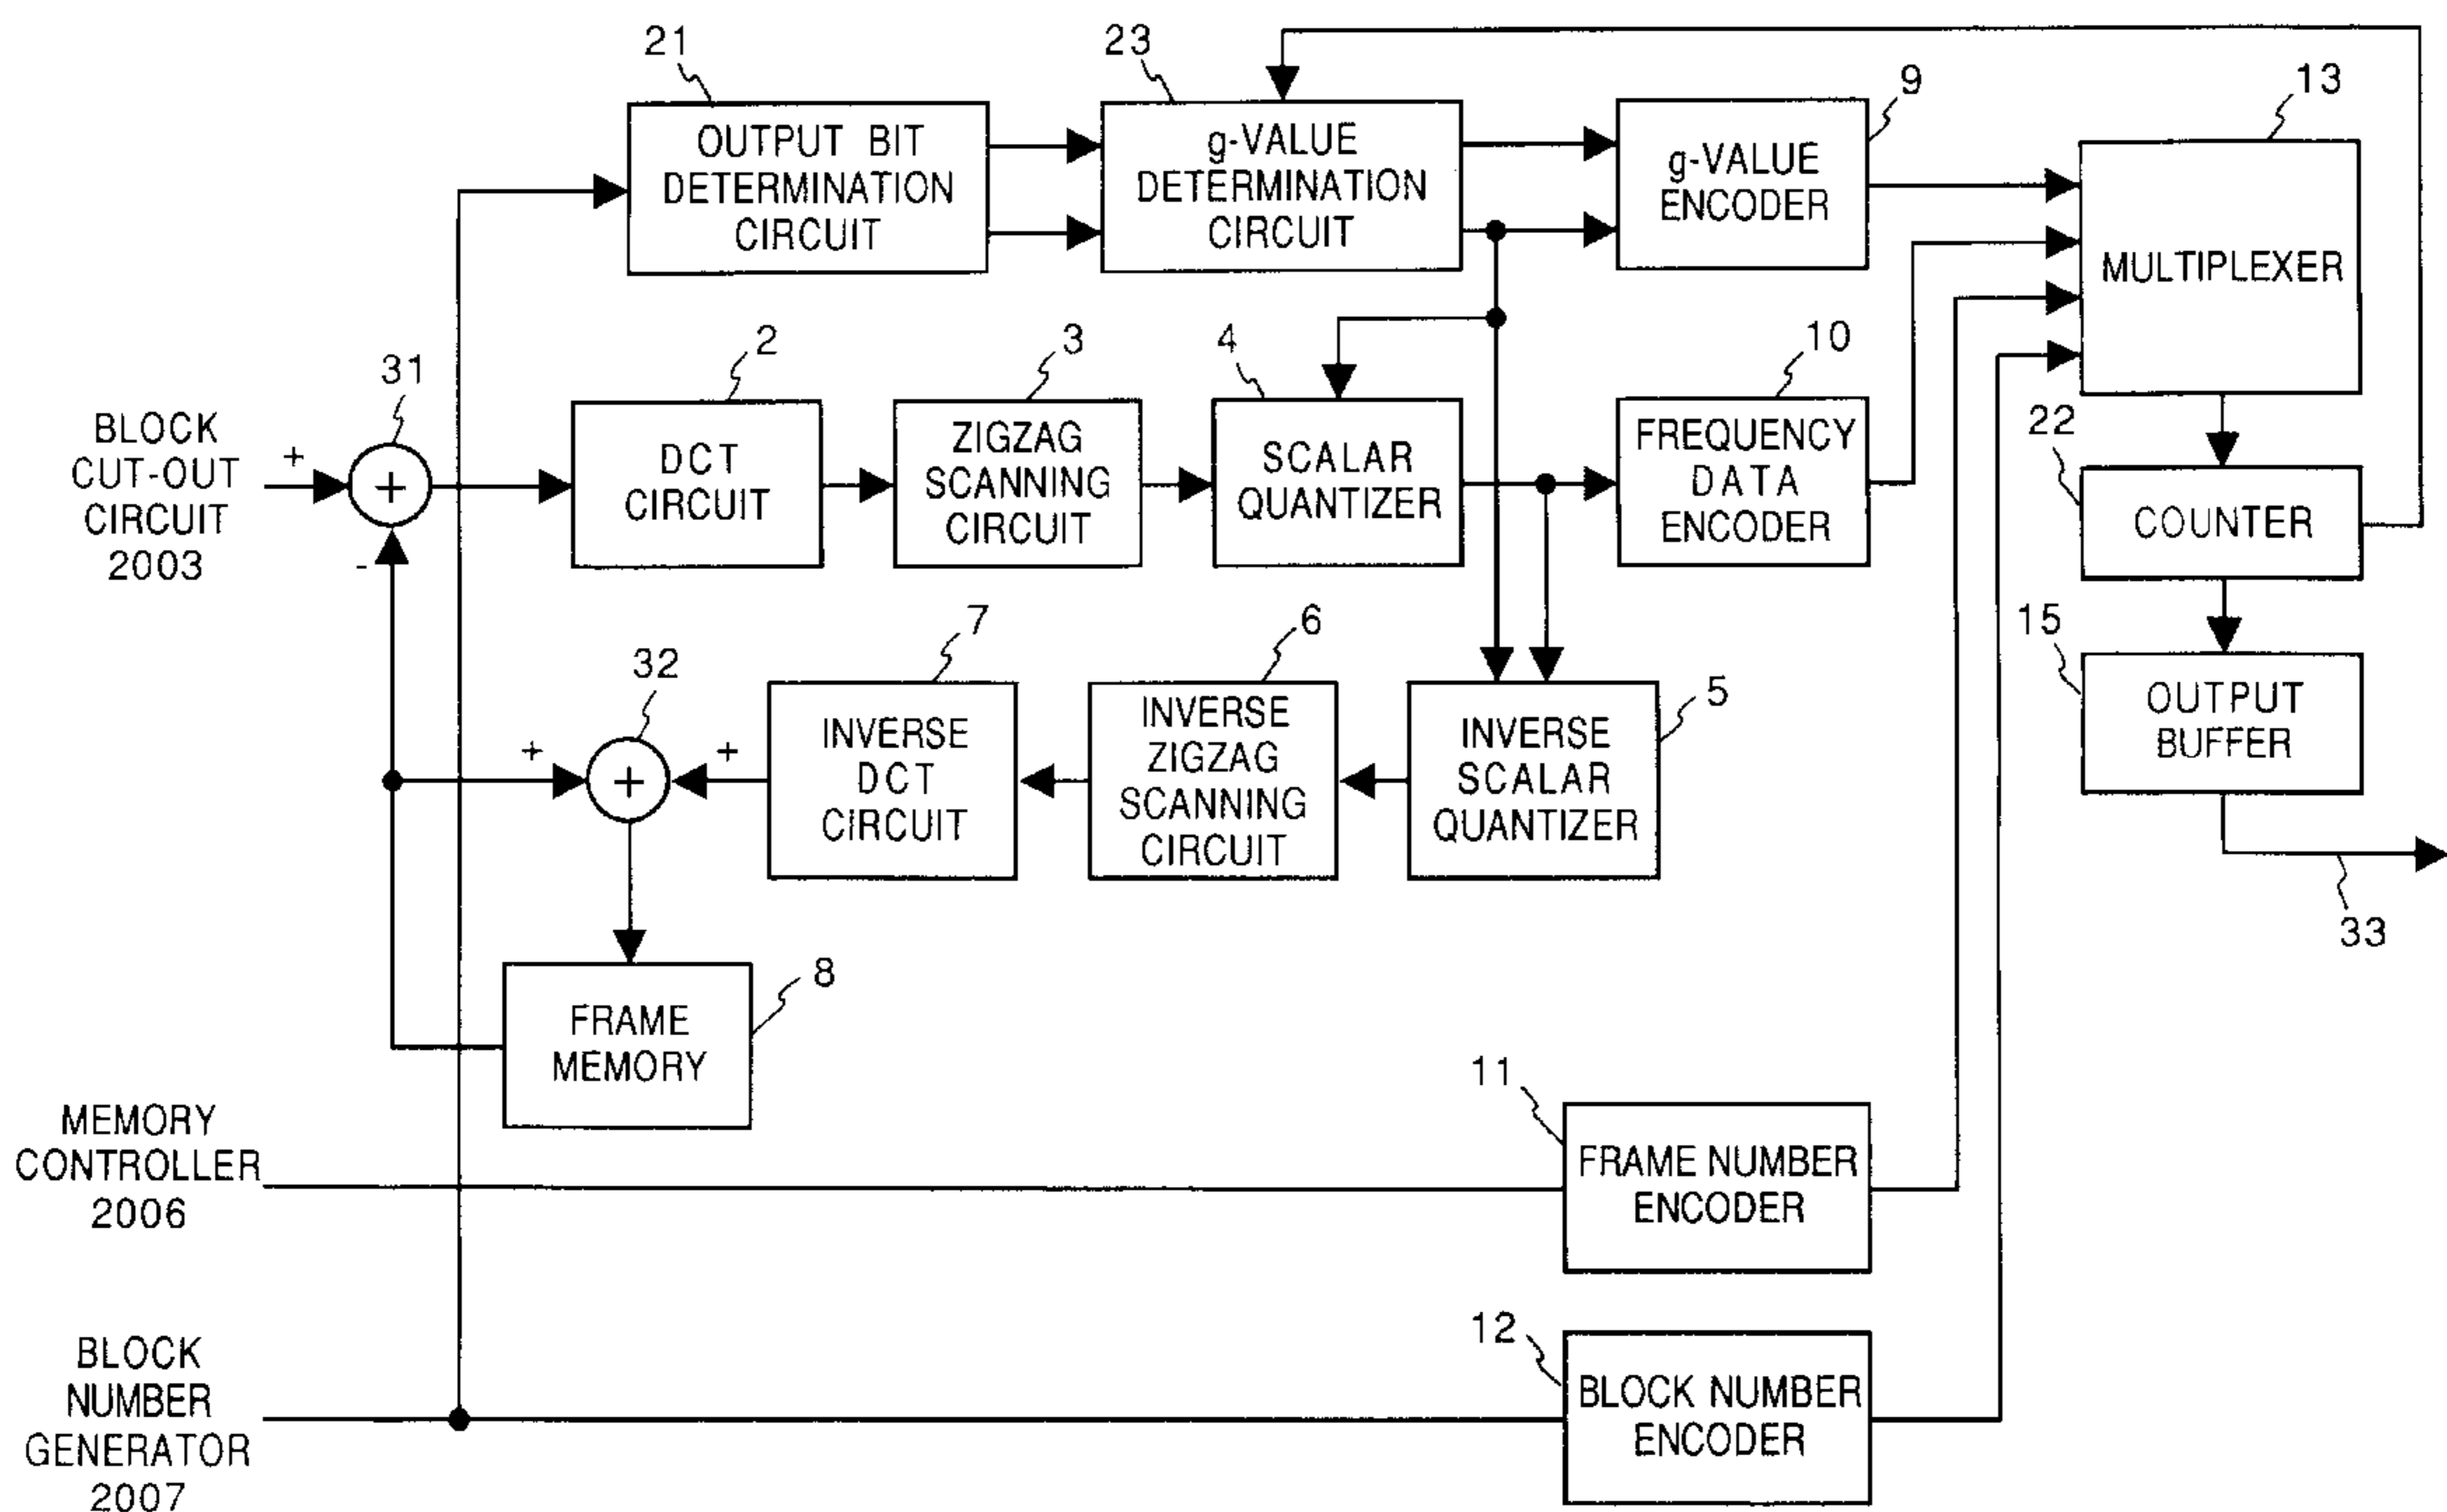 21
OUTPUT BIT
DETERMINATION
CIRCUIT
23
g-VALUE
DETERMINATION
CIRCUIT
9
g-VALUE
ENCODER
13
MULTIPLEXER
BLOCK
CUT-OUT
CIRCUIT
2003
+
-
31
+
2
DCT
CIRCUIT
3
ZIGZAG
SCANNING
CIRCUIT
4
SCALAR
QUANTIZER
10
FREQUENCY
DATA
ENCODER
22
COUNTER
15
OUTPUT
BUFFER
33
32
+
+
+
7
INVERSE
DCT
CIRCUIT
6
INVERSE
ZIGZAG
SCANNING
CIRCUIT
5
INVERSE
SCALAR
QUANTIZER
8
FRAME
MEMORY
MEMORY
CONTROLLER
2006
11
FRAME NUMBER
ENCODER
BLOCK
NUMBER
GENERATOR
2007
12
BLOCK NUMBER
ENCODER